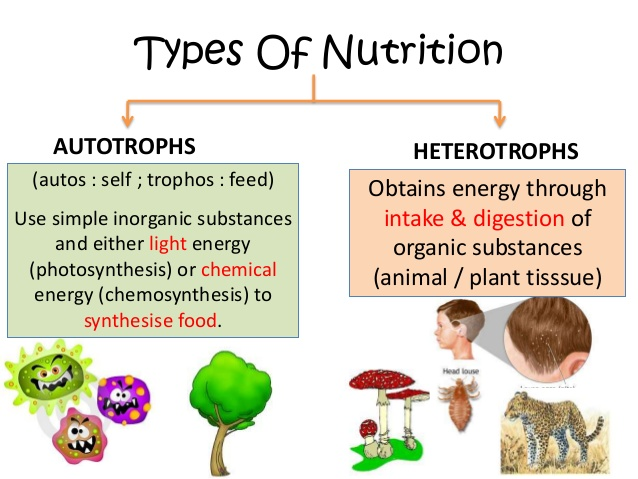 Types Of Nutrition
AUTOTROPHS
(autos : self ; trophos : feed)
Use simple inorganic substances
and either light energy
(photosynthesis) or chemical
energy (chemosynthesis) to
synthesise food.
HETEROTROPHS
Obtains energy through
intake & digestion of
organic substances
(animal / plant tisssue)
Head louse